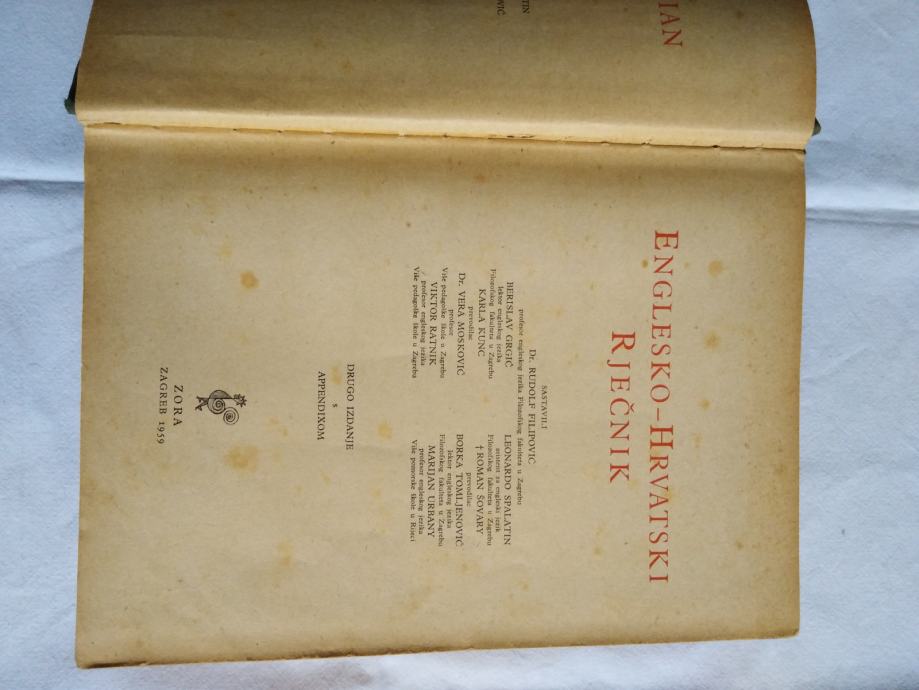 IAN
TIN
OVIĆ
ENGLESKO-HRVATSKI
RJEČNIK
SASTAVILI
Dr. RUDOLF FILIPOVIĆ
profesor engleskog jezika Filozofskog fakulteta u Zagrebu
BERISLAV GRGIĆ
lektor engleskog jezika
Filozofskog fakulteta u Zagrebu
KARLA KUNC
prevodilac
Dr. VERA MOSKOVIĆ
profesor
Više pedagoške škole u Zagrebu
VIKTOR RATNIK
profesor engleskog jezika
Više pedagoške škole u Zagrebu
LEONARDO SPALATIN
asistent za engleski jezik
Filozofskog fakulteta u Zagrebu
† ROMAN ŠOVARY
prevodilac
BORKA TOMLJENOVIĆ
lektor engleskog jezika
Filozofskog fakulteta u Zagrebu
MARIJAN URBANY
profesor engleskog jezika
Više pomorske škole u Rijeci
DRUGO IZDANJE
s
APPENDIXOM
ZORA
ZAGREB 1959